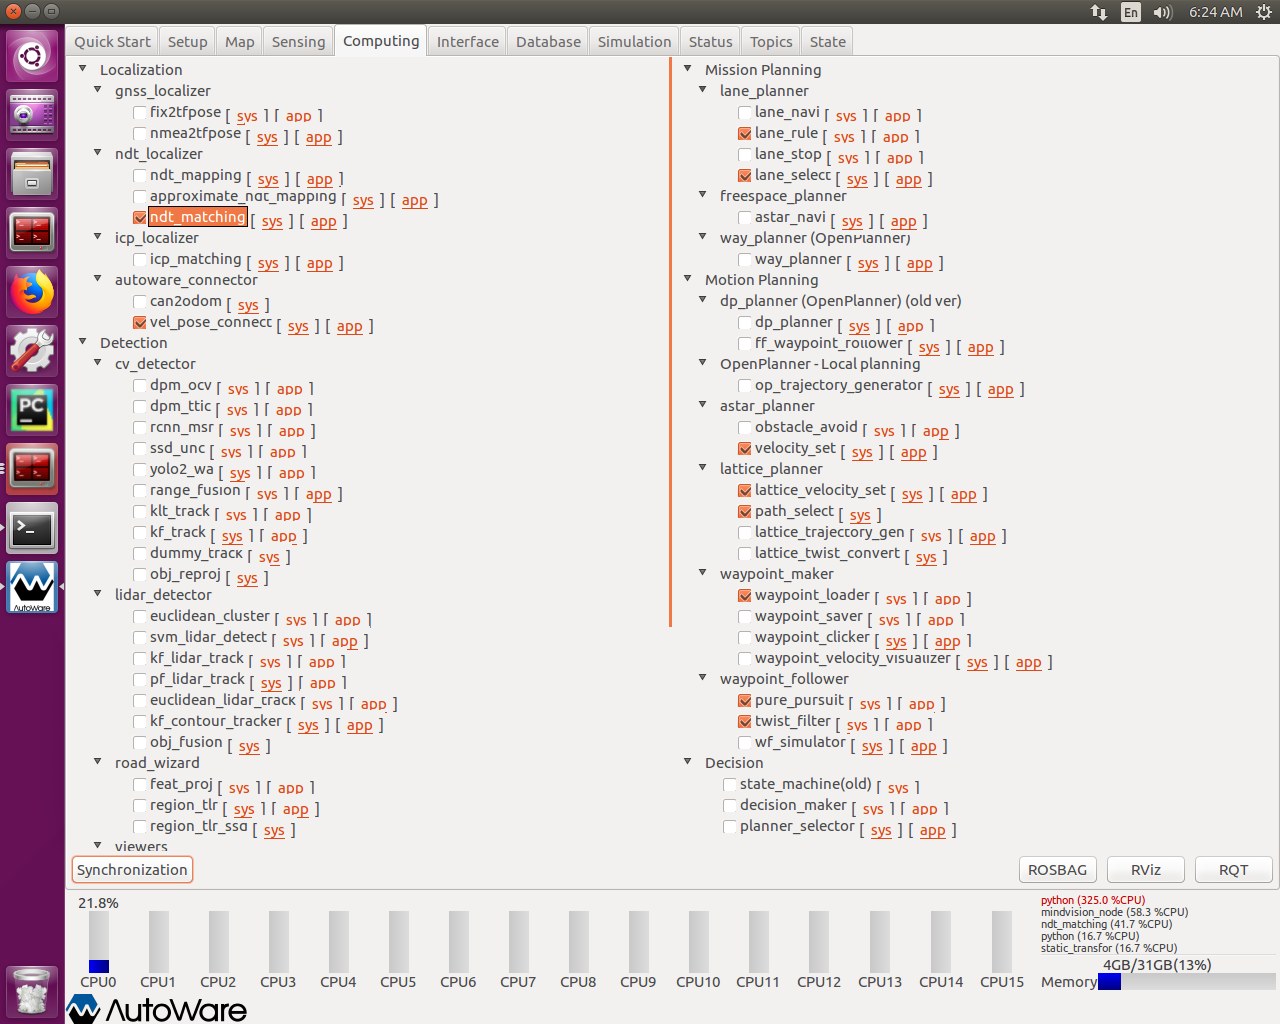 En 6:24 AM
Quick Start Setup Map Sensing Computing Interface Database Simulation Status Topics State
Localization
gnss_localizer
fix2tfpose [ sys ] [ app ]
nmea2tfpose [ sys ] [ app ]
ndt_localizer
ndt_mapping [ sys ] [ app ]
approximate_ndt_mapping [ sys ] [ app ]
ndt_matching [ sys ] [ app ]
icp_localizer
icp_matching [ sys ] [ app ]
autoware_connector
can2odom [ sys ]
vel_pose_connect [ sys ] [ app ]
Detection
cv_detector
dpm_ocv [ sys ] [ app ]
dpm_ttic [ sys ] [ app ]
rcnn_msr [ sys ] [ app ]
ssd_unc [ sys ] [ app ]
yolo2_wa [ sys ] [ app ]
range_fusion [ sys ] [ app ]
klt_track [ sys ] [ app ]
kf_track [ sys ] [ app ]
dummy_track [ sys ]
obj_reproj [ sys ]
lidar_detector
euclidean_cluster [ sys ] [ app ]
svm_lidar_detect [ sys ] [ app ]
kf_lidar_track [ sys ] [ app ]
pf_lidar_track [ sys ] [ app ]
euclidean_lidar_track [ sys ] [ app ]
kf_contour_tracker [ sys ] [ app ]
obj_fusion [ sys ]
road_wizard
feat_proj [ sys ] [ app ]
region_tlr [ sys ] [ app ]
region_tlr_ssd [ sys ]
viewers
Mission Planning
lane_planner
lane_navi [ sys ] [ app ]
lane_rule [ sys ] [ app ]
lane_stop [ sys ] [ app ]
lane_select [ sys ] [ app ]
freespace_planner
astar_navi [ sys ] [ app ]
way_planner (OpenPlanner)
way_planner [ sys ] [ app ]
Motion Planning
dp_planner (OpenPlanner) (old ver)
dp_planner [ sys ] [ app ]
ff_waypoint_follower [ sys ] [ app ]
OpenPlanner - Local planning
op_trajectory_generator [ sys ] [ app ]
astar_planner
obstacle_avoid [ sys ] [ app ]
velocity_set [ sys ] [ app ]
lattice_planner
lattice_velocity_set [ sys ] [ app ]
path_select [ sys ]
lattice_trajectory_gen [ sys ] [ app ]
lattice_twist_convert [ sys ]
waypoint_maker
waypoint_loader [ sys ] [ app ]
waypoint_saver [ sys ] [ app ]
waypoint_clicker [ sys ] [ app ]
waypoint_velocity_visualizer [ sys ] [ app ]
waypoint_follower
pure_pursuit [ sys ] [ app ]
twist_filter [ sys ] [ app ]
wf_simulator [ sys ] [ app ]
Decision
state_machine(old) [ sys ]
decision_maker [ sys ] [ app ]
planner_selector [ sys ] [ app ]
Synchronization ROSBAG RViz RQT
PC
AutoWare
21.8%
CPU0 CPU1 CPU2 CPU3 CPU4 CPU5 CPU6 CPU7 CPU8 CPU9 CPU10 CPU11 CPU12 CPU13 CPU14 CPU15
python (325.0 %CPU)
mindvision_node (58.3 %CPU)
ndt_matching (41.7 %CPU)
python (16.7 %CPU)
static_transfor (16.7 %CPU)
4GB/31GB(13%)
Memory
AutoWare